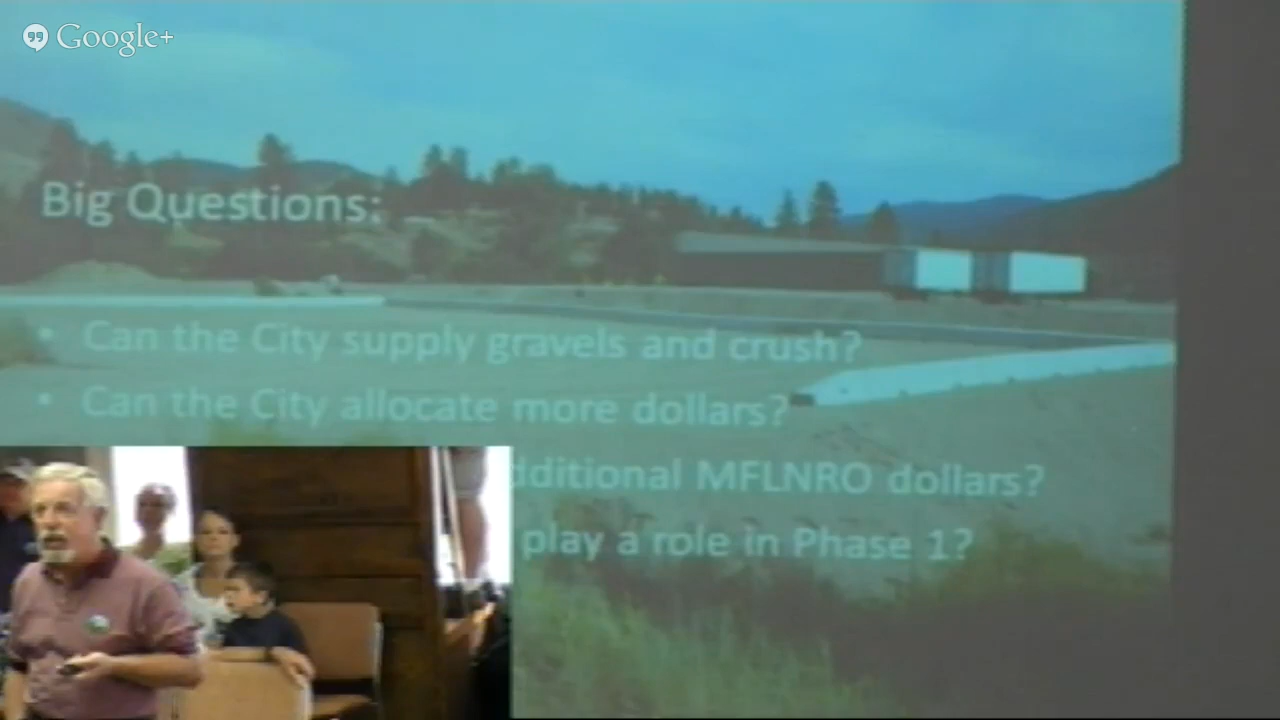 Google+
Big Questions:
• Can the City supply gravels and crush?
• Can the City allocate more dollars?
dditional MFLNRO dollars?
play a role in Phase 1?